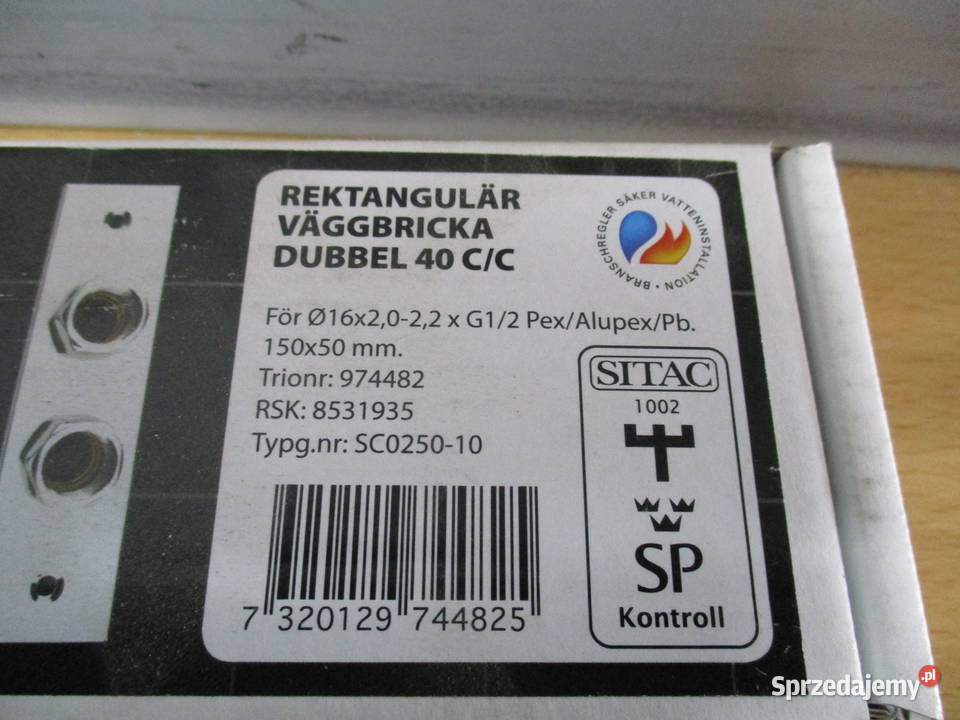 REKTANGULÄR
VÄGGBRICKA
DUBBEL 40 C/C
BRANSCHREGLER SÄKER VATTENINSTALLATION •
För Ø16x2,0-2,2 x G1/2 Pex/Alupex/Pb.
150x50 mm.
Trionr: 974482
RSK: 8531935
Typg.nr: SC0250-10
SITAC
1002
SP
Kontroll
7 320129 744825
Sprzedajemy.pl